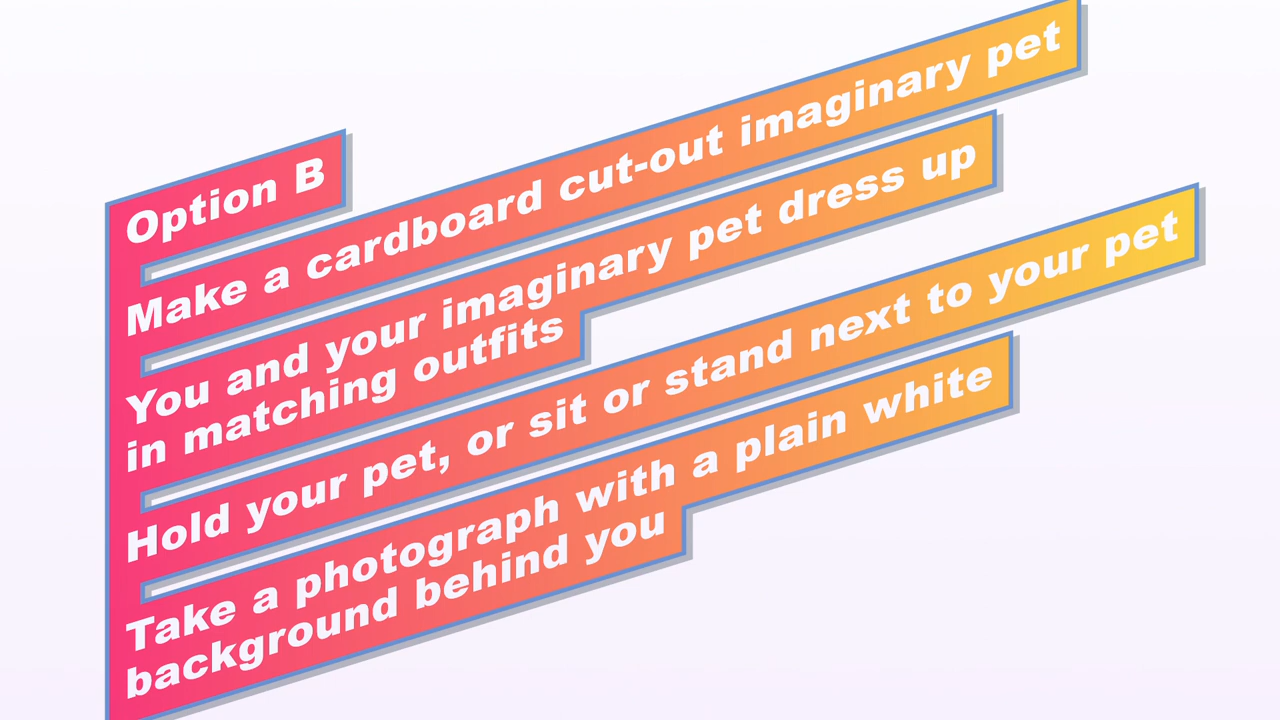 Option B
Make a cardboard cut-out imaginary pet
You and your imaginary pet dress up
in matching outfits
Hold your pet, or sit or stand next to your pet
Take a photograph with a plain white
background behind you